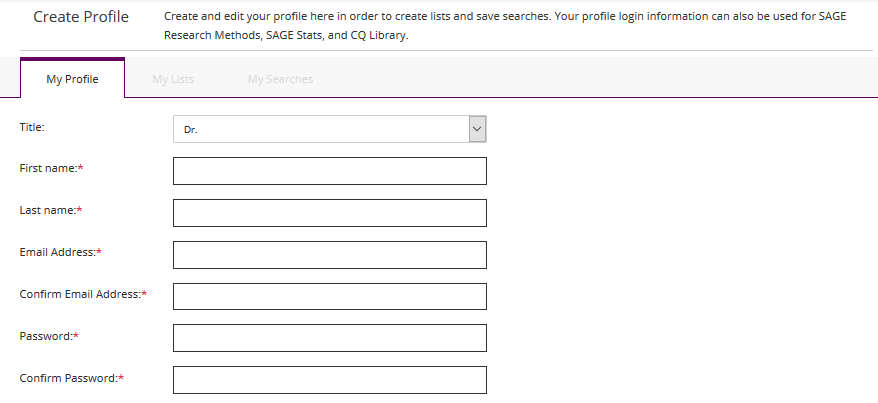 Create Profile
Create and edit your profile here in order to create lists and save searches. Your profile login information can also be used for SAGE
Research Methods, SAGE Stats, and CQ Library.
My Profile My Lists My Searches
Title: Dr.
First name:*
Last name:*
Email Address:*
Confirm Email Address:*
Password:*
Confirm Password:*